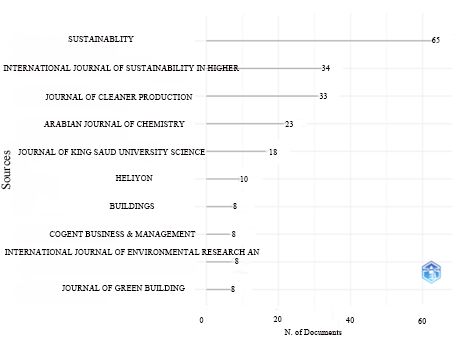 SUSTAINABLITY 65
INTERNATIONAL JOURNAL OF SUSTAINABILITY IN HIGHER 34
JOURNAL OF CLEANER PRODUCTION 33
ARABIAN JOURNAL OF CHEMISTRY 23
JOURNAL OF KING SAUD UNIVERSITY SCIENCE 18
HELIYON 10
BUILDINGS 8
COGENT BUSINESS & MANAGEMENT 8
INTERNATIONAL JOURNAL OF ENVIRONMENTAL RESEARCH AN
8
JOURNAL OF GREEN BUILDING 8
Sources
0 20 40 60
N. of Documents